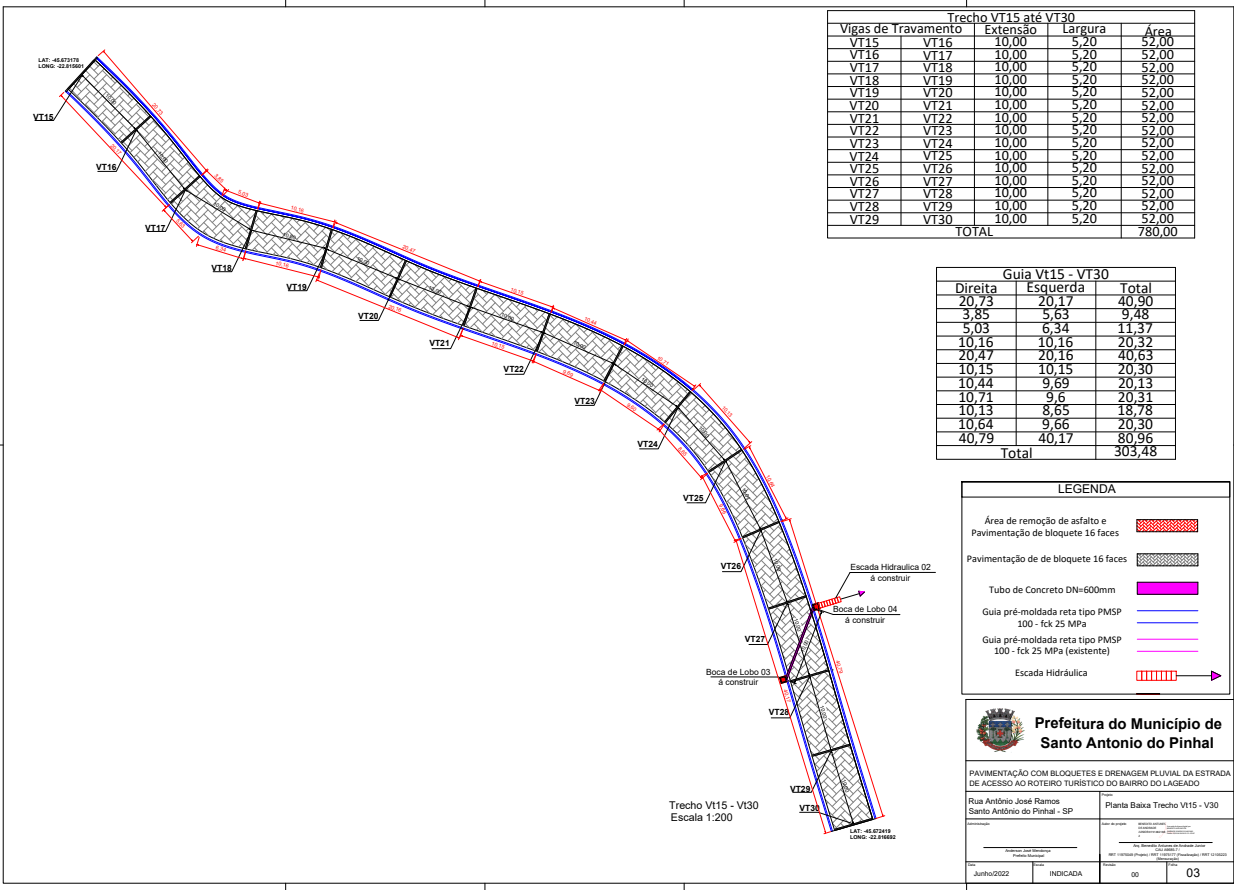 Trecho VT15 até VT30
Vigas de Travamento Extensão Largura Área
VT15 VT16 10,00 5,20 52,00
VT16 VT17 10,00 5,20 52,00
VT17 VT18 10,00 5,20 52,00
VT18 VT19 10,00 5,20 52,00
VT19 VT20 10,00 5,20 52,00
VT20 VT21 10,00 5,20 52,00
VT21 VT22 10,00 5,20 52,00
VT22 VT23 10,00 5,20 52,00
VT23 VT24 10,00 5,20 52,00
VT24 VT25 10,00 5,20 52,00
VT25 VT26 10,00 5,20 52,00
VT26 VT27 10,00 5,20 52,00
VT27 VT28 10,00 5,20 52,00
VT28 VT29 10,00 5,20 52,00
VT29 VT30 10,00 5,20 52,00
TOTAL 780,00
Guia Vt15 - VT30
Direita Esquerda Total
20,73 20,17 40,90
3,85 5,63 9,48
5,03 6,34 11,37
10,16 10,16 20,32
20,47 20,16 40,63
10,15 10,15 20,30
10,44 9,69 20,13
10,71 9,6 20,31
10,13 8,65 18,78
10,64 9,66 20,30
40,79 40,17 80,96
Total 303,48
LAT: -45.673178
LONG: -22.815601
VT15
VT16
VT17
VT18
VT19
VT20
VT21
VT22
VT23
VT24
VT25
VT26
VT27
VT28
VT29
VT30
Escada Hidraulica 02
á construir
Boca de Lobo 04
á construir
Boca de Lobo 03
á construir
LAT: -45.672419
LONG: -22.816692
Trecho Vt15 - Vt30
Escala 1:200
LEGENDA
Área de remoção de asfalto e
Pavimentação de bloquete 16 faces
Pavimentação de de bloquete 16 faces
Tubo de Concreto DN=600mm
Guia pré-moldada reta tipo PMSP
100 - fck 25 MPa
Guia pré-moldada reta tipo PMSP
100 - fck 25 MPa (existente)
Escada Hidráulica
Prefeitura do Município de
Santo Antonio do Pinhal
PAVIMENTAÇÃO COM BLOQUETES E DRENAGEM PLUVIAL DA ESTRADA
DE ACESSO AO ROTEIRO TURÍSTICO DO BAIRRO DO LAGEADO
Rua Antônio José Ramos
Santo Antônio do Pinhal - SP
Projeto
Planta Baixa Trecho Vt15 - V30
Administração
Anderson José Mendonça
Prefeito Municipal
Autor do projeto
Data
Junho/2022
Escala
INDICADA
Revisão
00
Folha
03